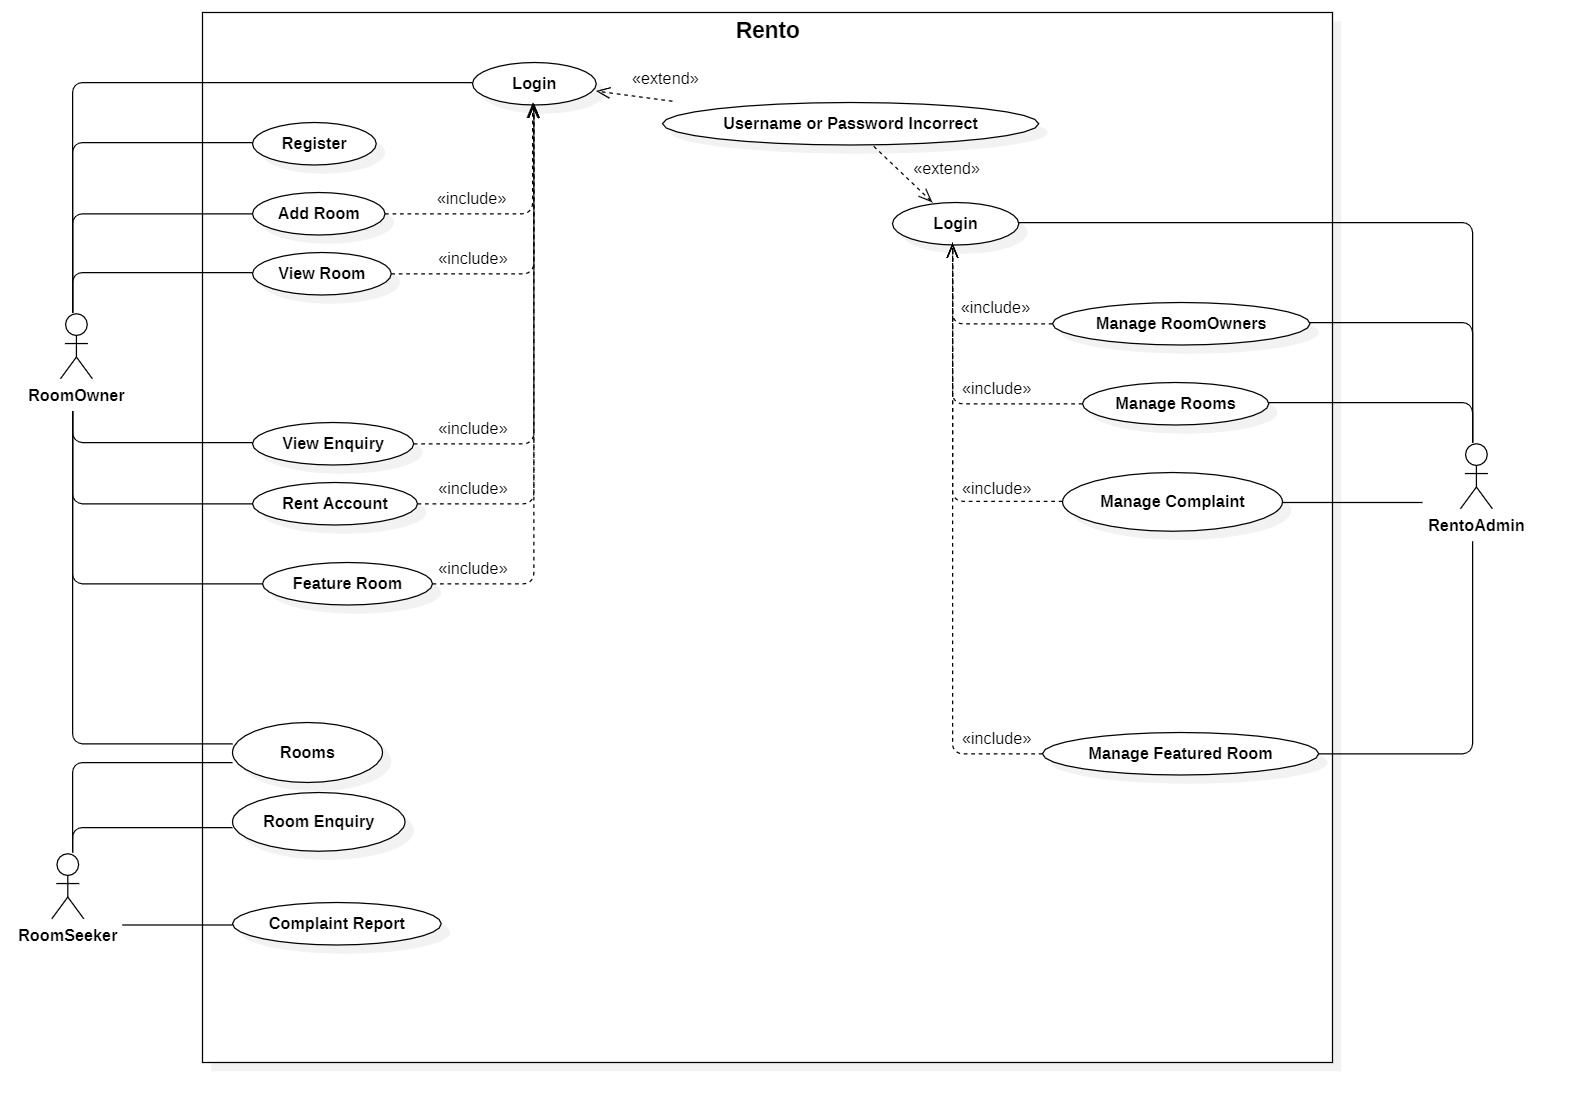 Rento
Login
«extend»
Username or Password Incorrect
Register
«extend»
Add Room
«include»
Login
View Room
«include»
«include»
Manage RoomOwners
RoomOwner
«include»
Manage Rooms
View Enquiry
«include»
Rent Account
«include»
«include»
Manage Complaint
RentoAdmin
Feature Room
«include»
Rooms
«include»
Manage Featured Room
Room Enquiry
Complaint Report
RoomSeeker